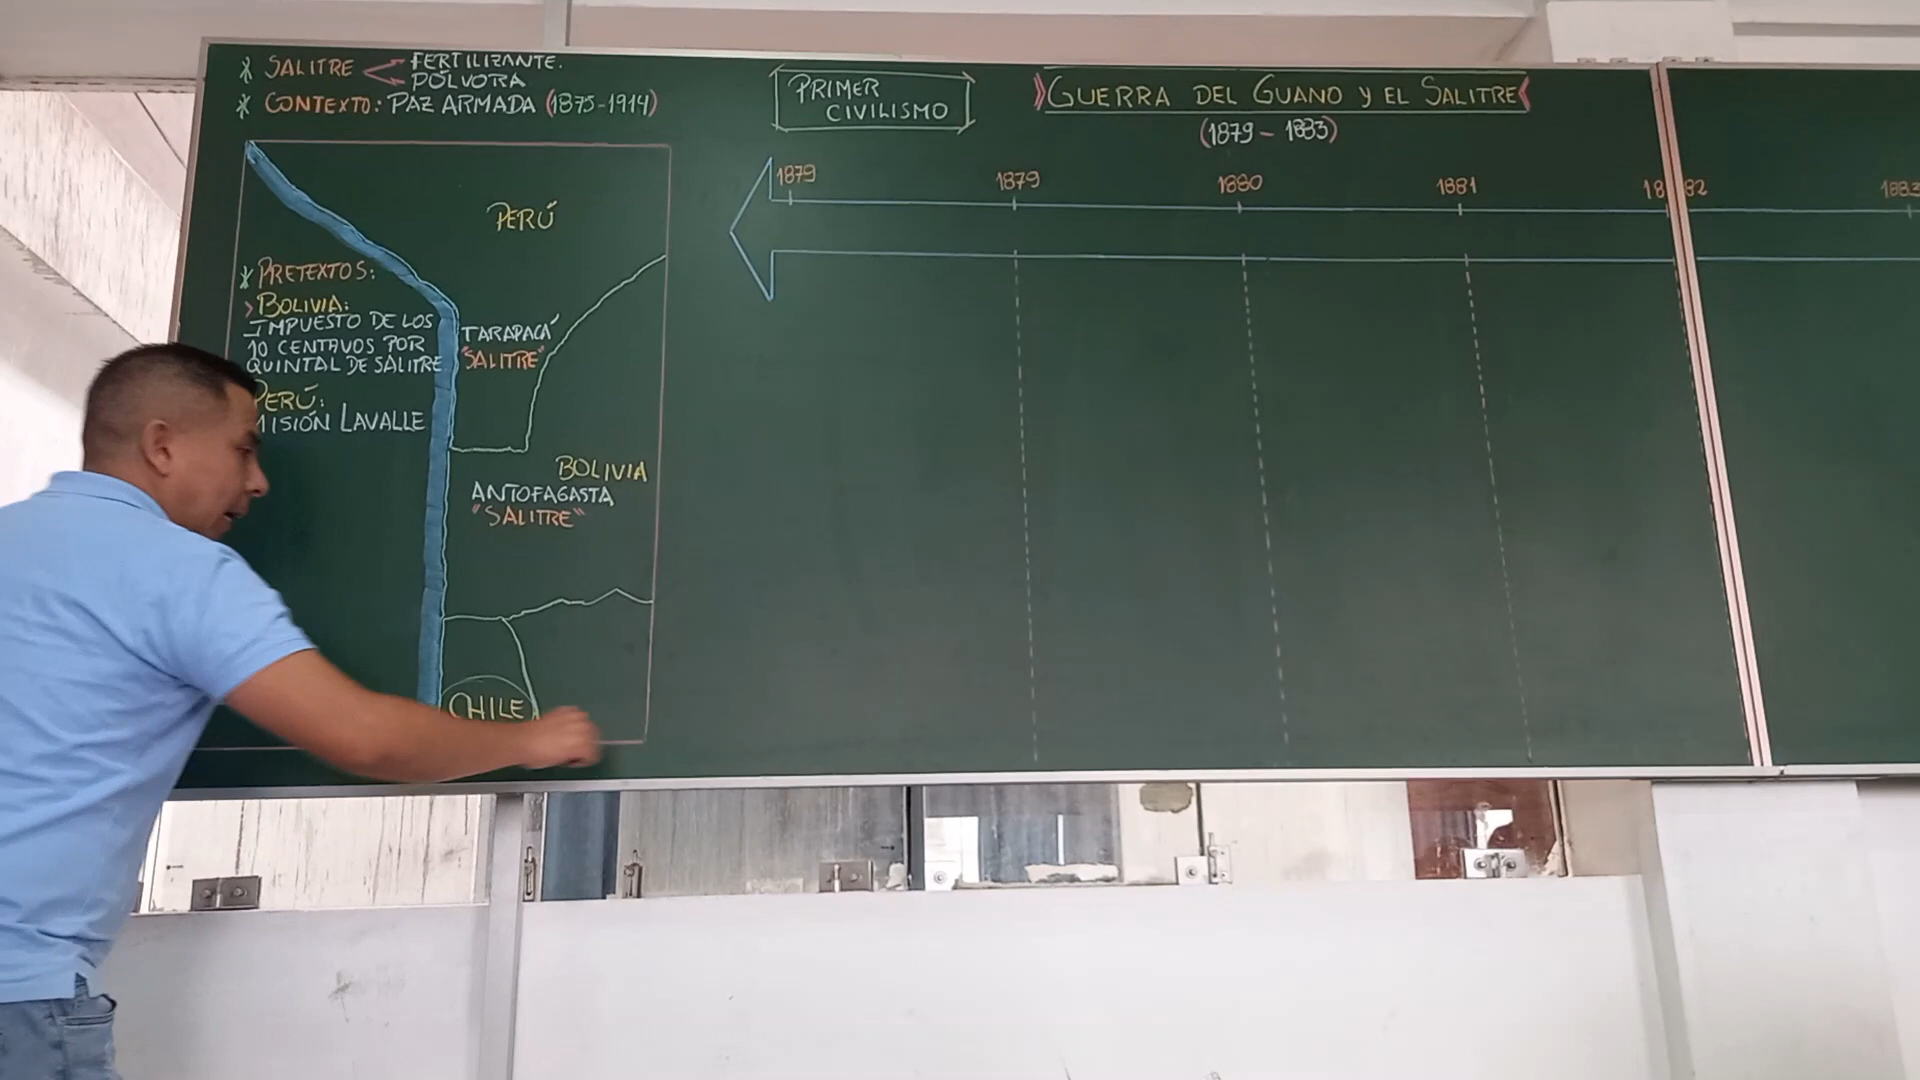 * SALITRE
FERTILIZANTE.
PÓLVORA
* CONTEXTO: PAZ ARMADA (1875-1914)
PERÚ
* PRETEXTOS:
> BOLIVIA:
IMPUESTO DE LOS
10 CENTAVOS POR
QUINTAL DE SALITRE
PERÚ:
MISIÓN LAVALLE
TARAPACÁ
"SALITRE"
BOLIVIA
ANTOFAGASTA
"SALITRE"
CHILE
PRIMER
CIVILISMO
GUERRA DEL GUANO Y EL SALITRE
(1879 - 1883)
1879 1879 1880 1881 1882 1883